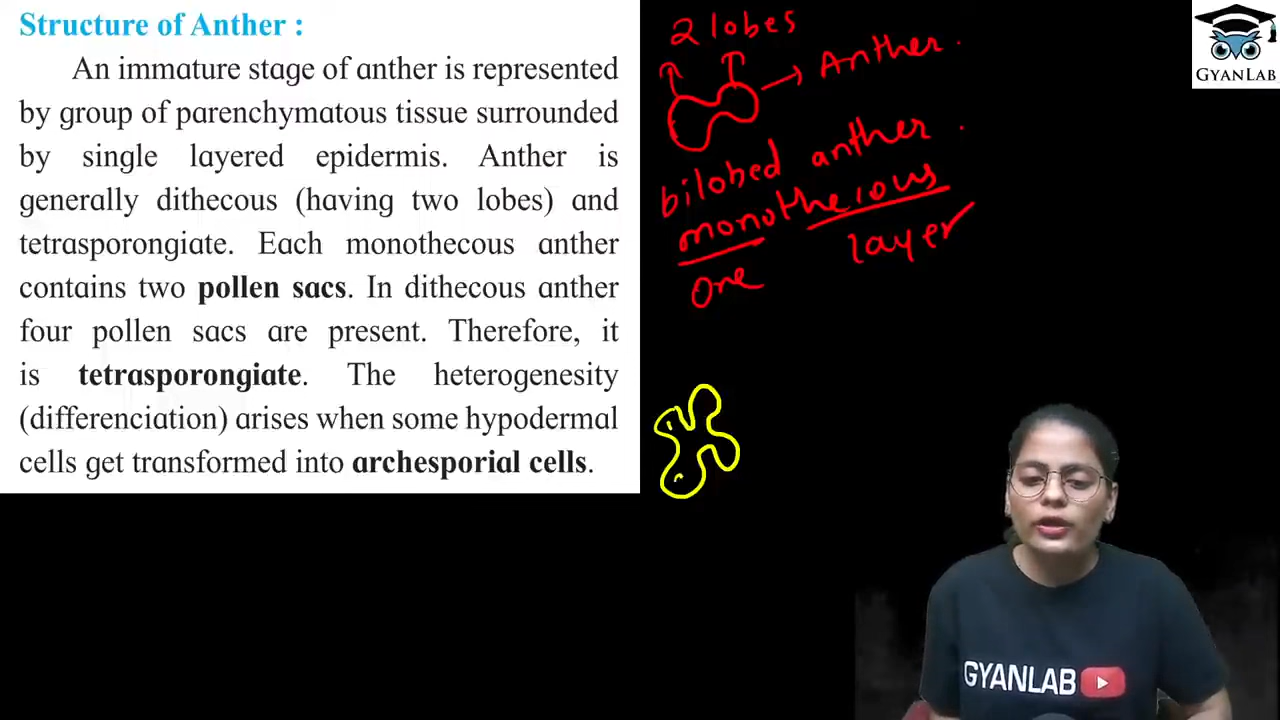 Structure of Anther :
An immature stage of anther is represented
by group of parenchymatous tissue surrounded
by single layered epidermis. Anther is
generally dithecous (having two lobes) and
tetrasporongiate. Each monothecous anther
contains two pollen sacs. In dithecous anther
four pollen sacs are present. Therefore, it
is tetrasporongiate. The heterogenesity
(differenciation) arises when some hypodermal
cells get transformed into archesporial cells.
2 lobes
Anther.
bilobed anther.
monothecious
one
layer
GYANLAB
GYANLAB